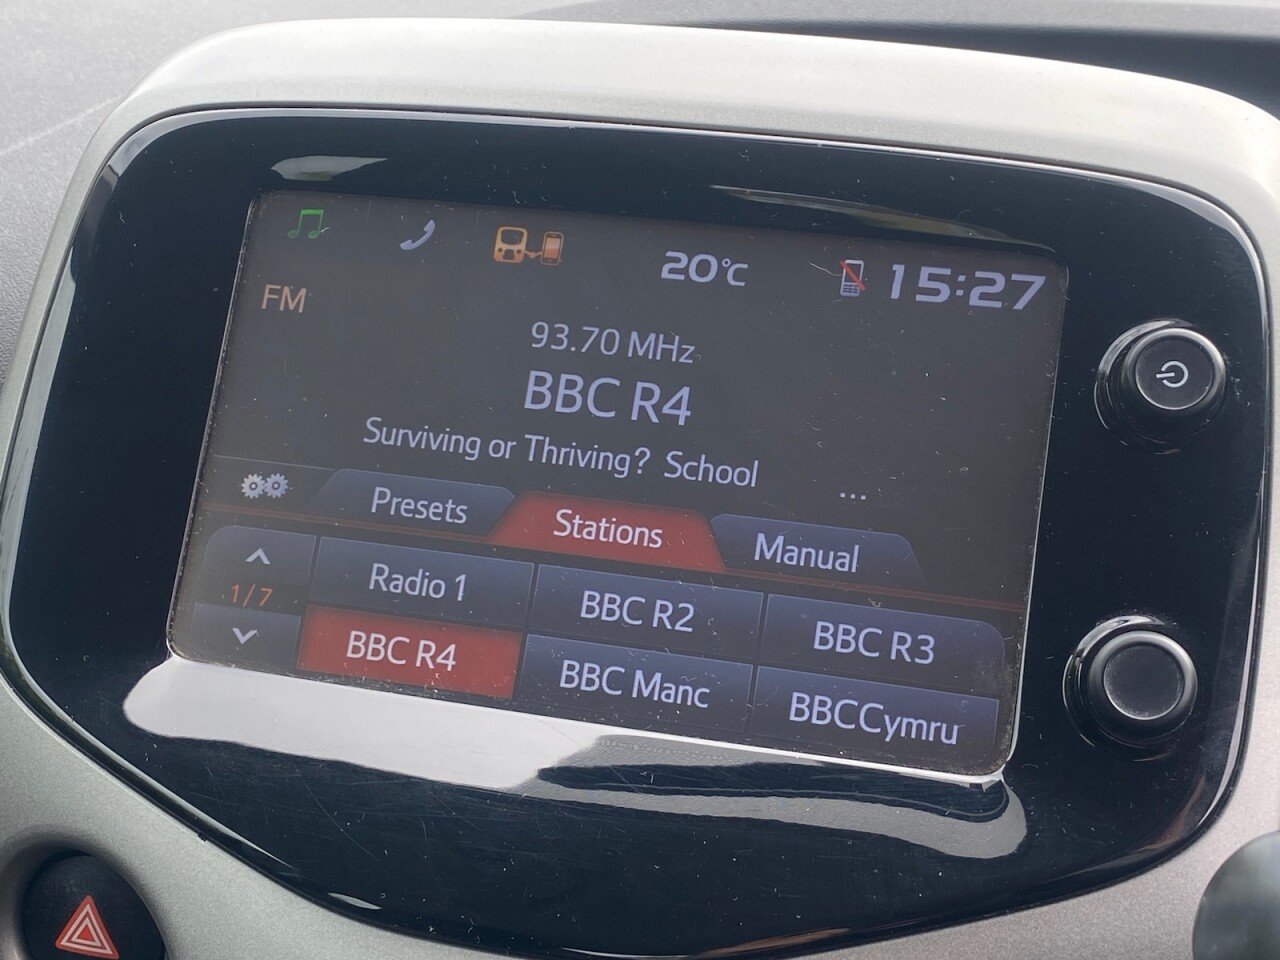 20°C
15:27
FM
93.70 MHz
BBC R4
Surviving or Thriving? School ...
Presets
Stations
Manual
1/7
Radio 1
BBC R2
BBC R3
BBC R4
BBC Manc
BBCCymru